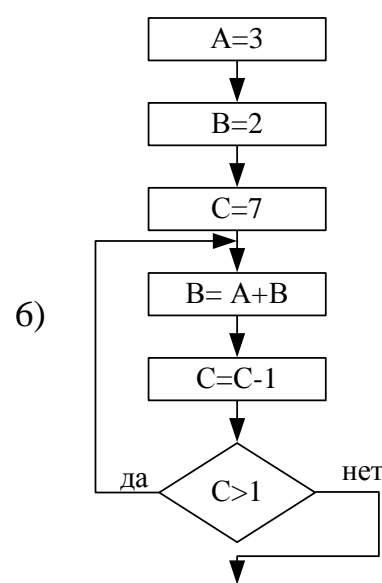 A=3
B=2
C=7
B= A+B
б)
C=C-1
да
C>1
нет